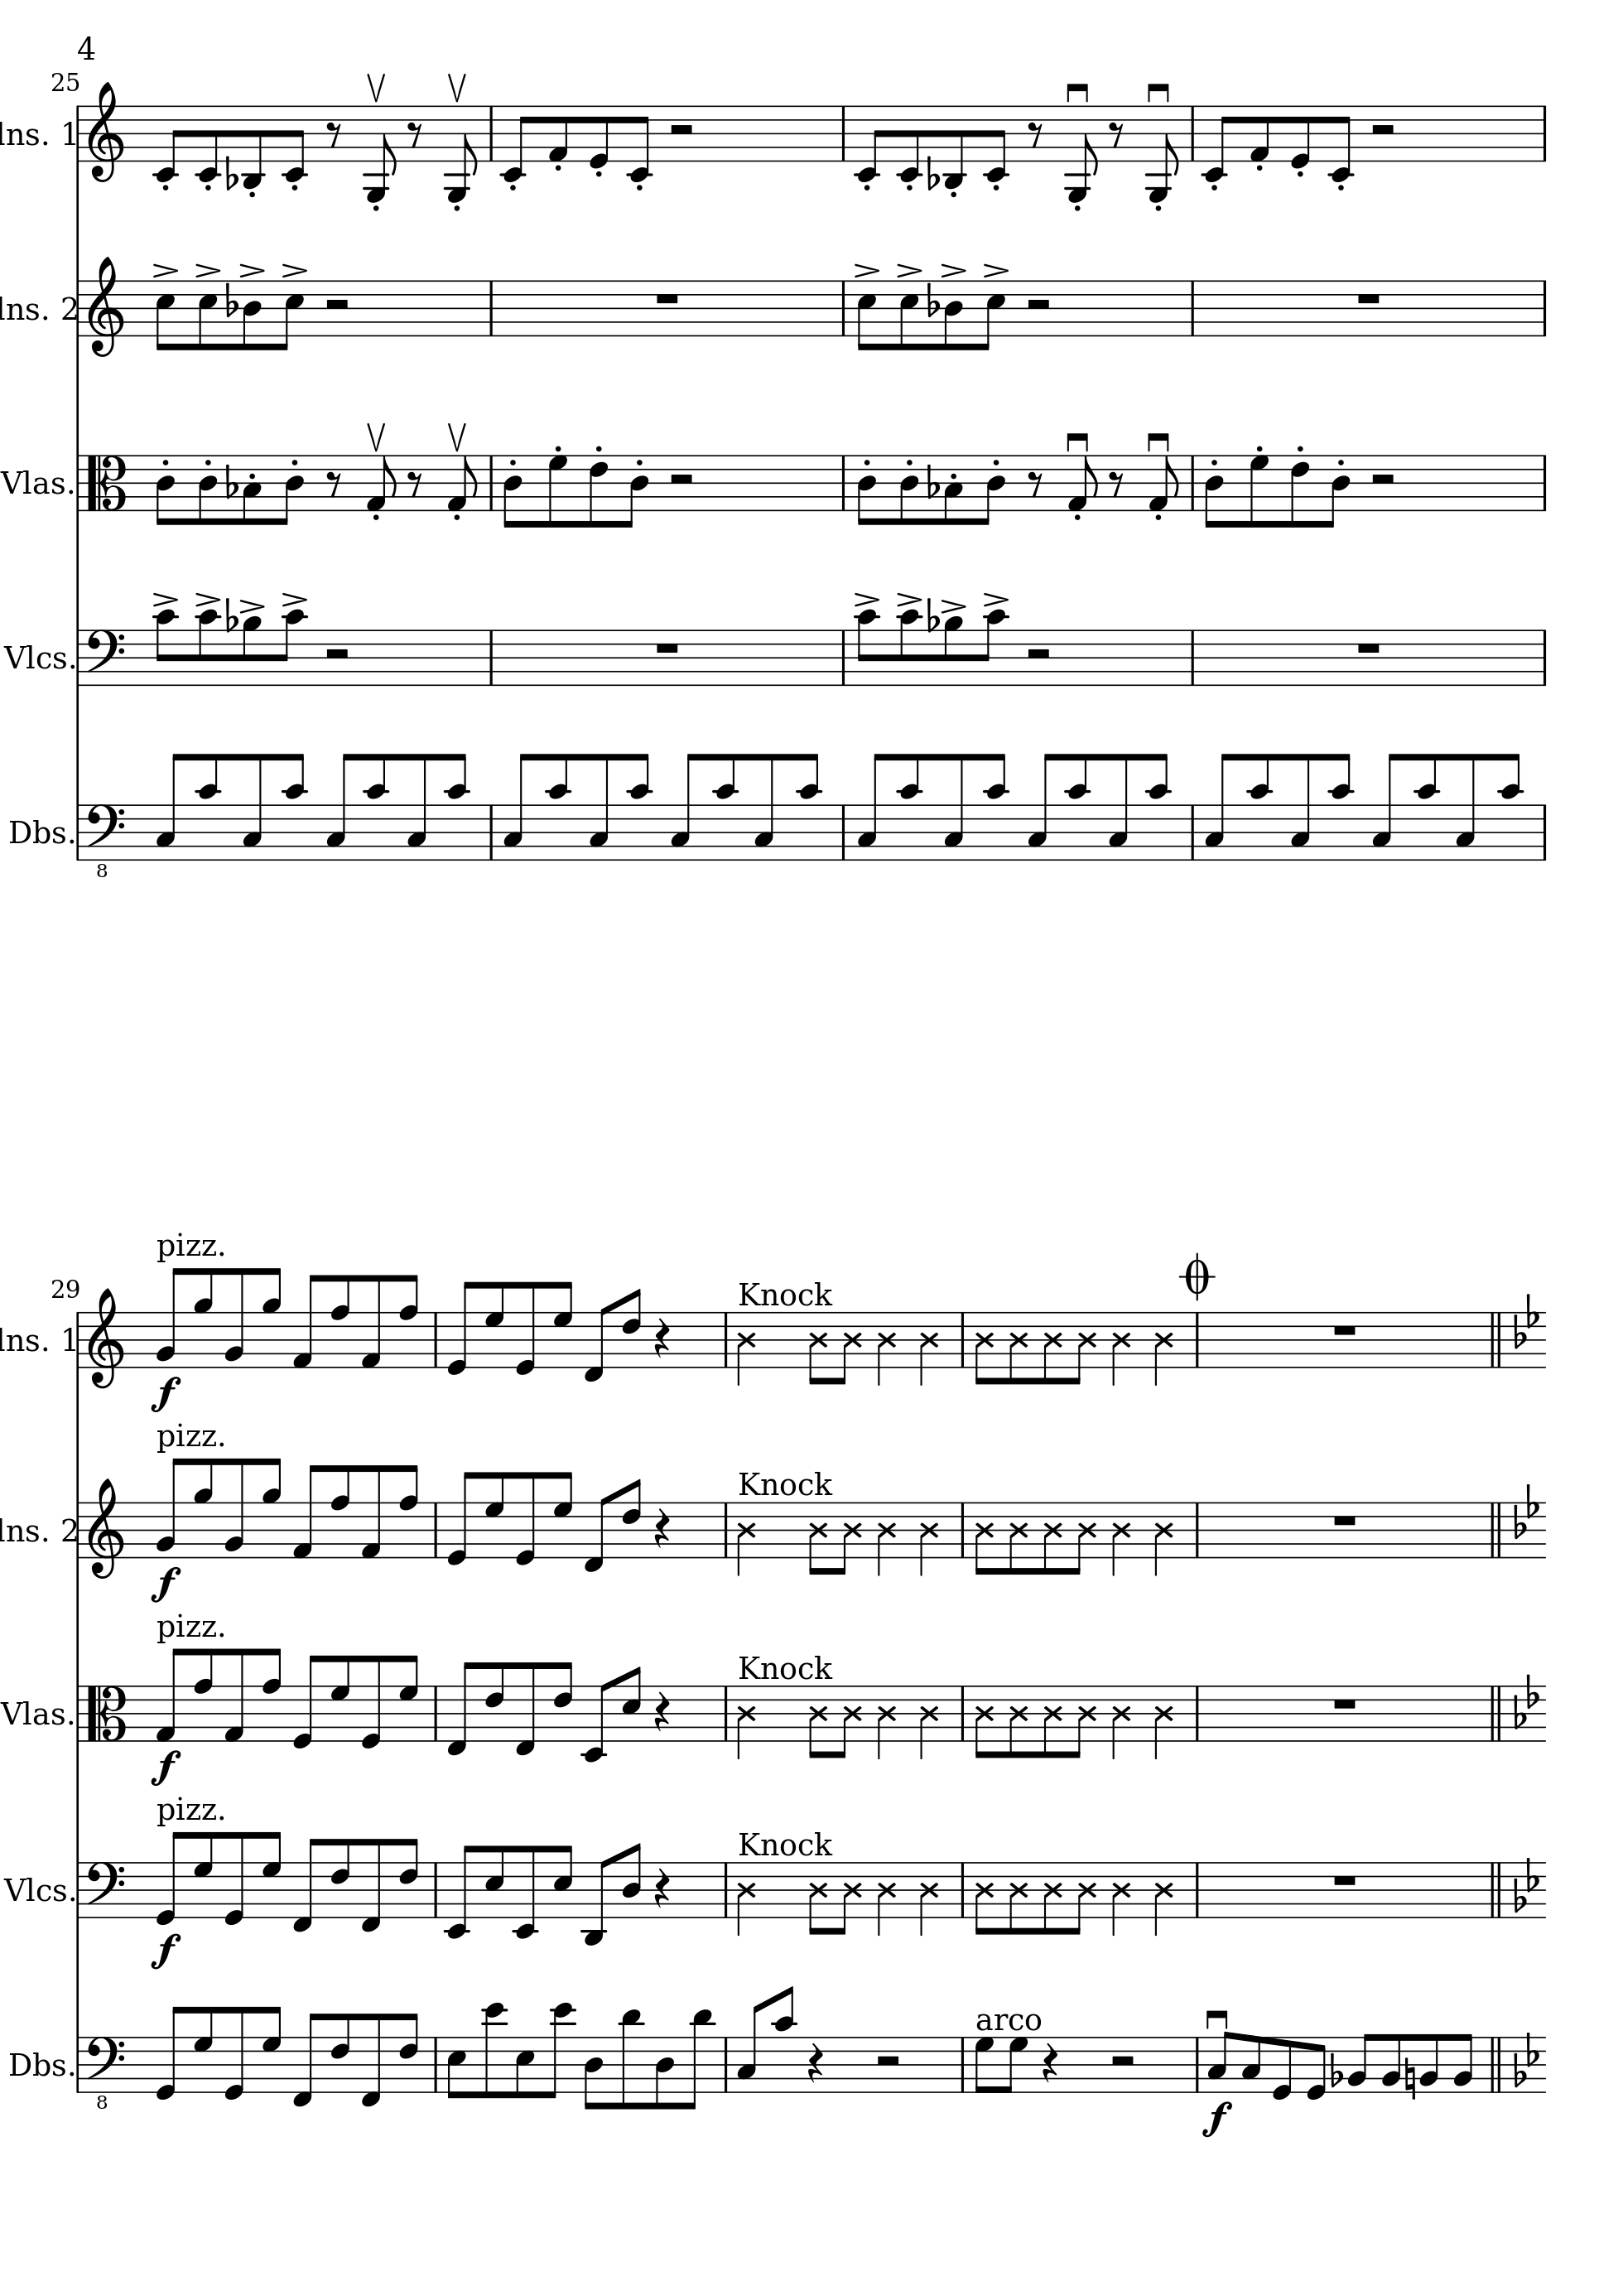 4
25
lns. 1
lns. 2
Vlas.
Vlcs.
Dbs.
8
29
pizz.
lns. 1
Knock
f
pizz.
lns. 2
Knock
f
pizz.
Vlas.
Knock
f
pizz.
Vlcs.
Knock
f
Dbs.
arco
8
f